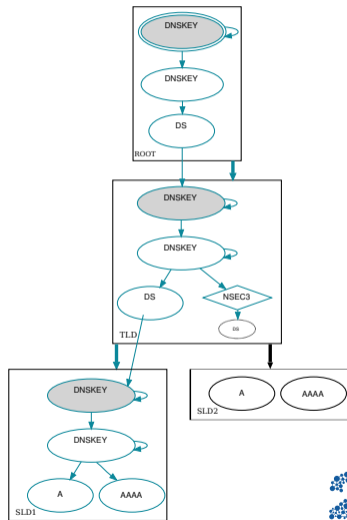 DNSKEY
DNSKEY
DS
ROOT
DNSKEY
DNSKEY
DS
NSEC3
DS
TLD
DNSKEY
DNSKEY
A
AAAA
SLD1
A
AAAA
SLD2